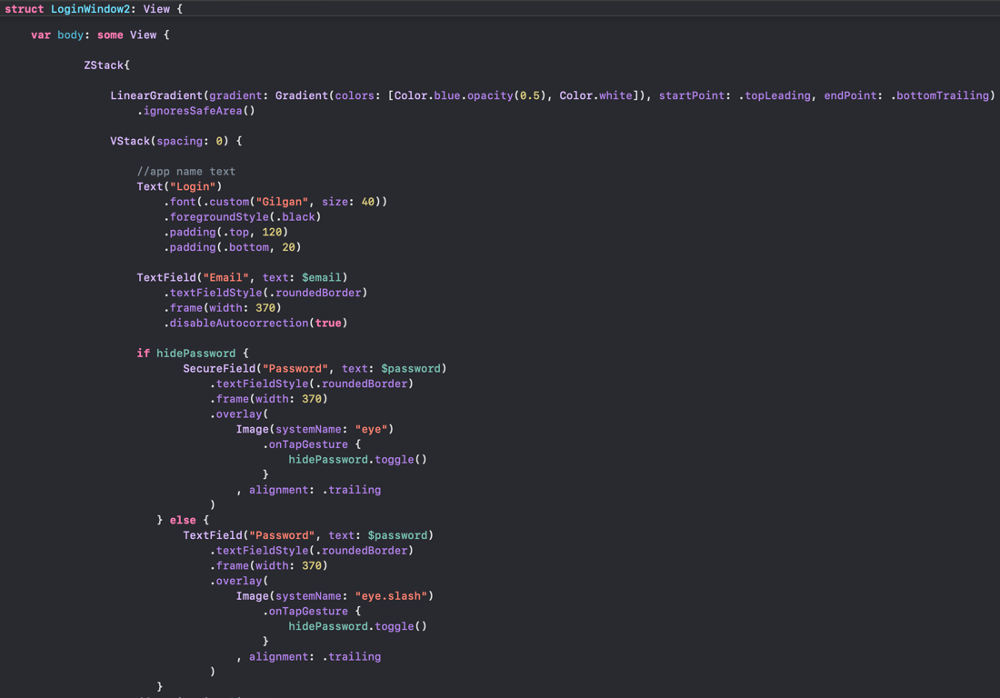 struct LoginWindow2: View {
var body: some View {
ZStack{
LinearGradient(gradient: Gradient(colors: [Color.blue.opacity(0.5), Color.white]), startPoint: .topLeading, endPoint: .bottomTrailing)
.ignoresSafeArea()
VStack(spacing: 0) {
//app name text
Text("Login")
.font(.custom("Gilgan", size: 40))
.foregroundStyle(.black)
.padding(.top, 120)
.padding(.bottom, 20)
TextField("Email", text: $email)
.textFieldStyle(.roundedBorder)
.frame(width: 370)
.disableAutocorrection(true)
if hidePassword {
SecureField("Password", text: $password)
.textFieldStyle(.roundedBorder)
.frame(width: 370)
.overlay(
Image(systemName: "eye")
.onTapGesture {
hidePassword.toggle()
}
, alignment: .trailing
)
} else {
TextField("Password", text: $password)
.textFieldStyle(.roundedBorder)
.frame(width: 370)
.overlay(
Image(systemName: "eye.slash")
.onTapGesture {
hidePassword.toggle()
}
, alignment: .trailing
)
}